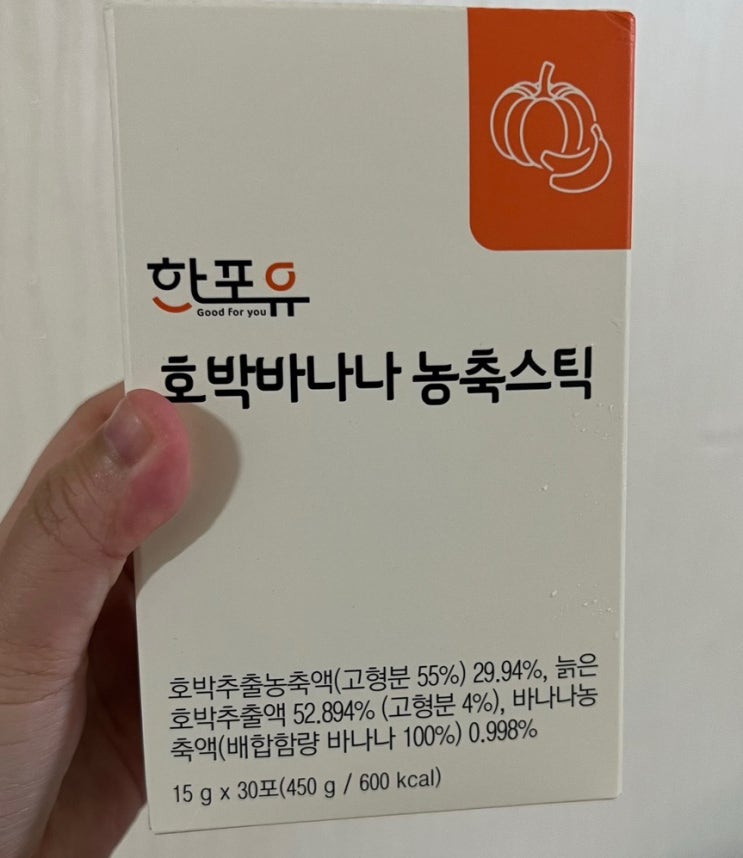 한포유
Good For you
호박바나나 농축스틱
호박추출농축액(고형분 55%) 29.94%, 늙은
호박추출액 52.894% (고형분 4%), 바나나농
축액(배합함량 바나나 100%) 0.998%
15 g x 30포(450 g / 600 kcal)